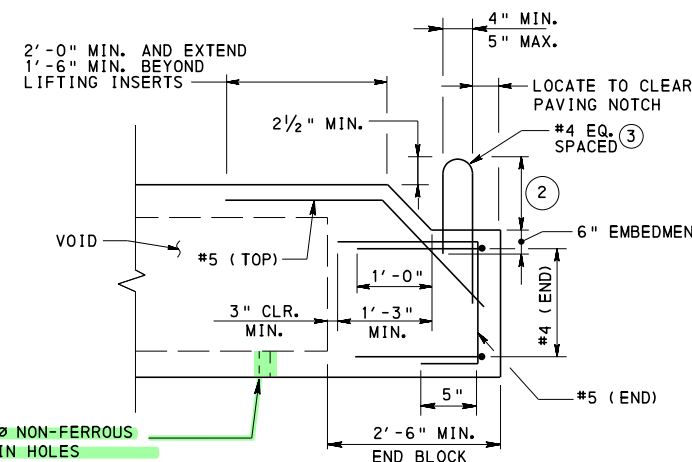 4" MIN.
5" MAX.
2'-0" MIN. AND EXTEND
1'-6" MIN. BEYOND
LIFTING INSERTS
LOCATE TO CLEAR
PAVING NOTCH
2½" MIN.
#4 EQ. 3
SPACED
2
VOID
6" EMBEDMEN
#5 (TOP)
1'-0"
3" CLR.
MIN.
1'-3"
MIN.
#4 (END)
5"
#5 (END)
Ø NON-FERROUS
IN HOLES
2'-6" MIN.
END BLOCK